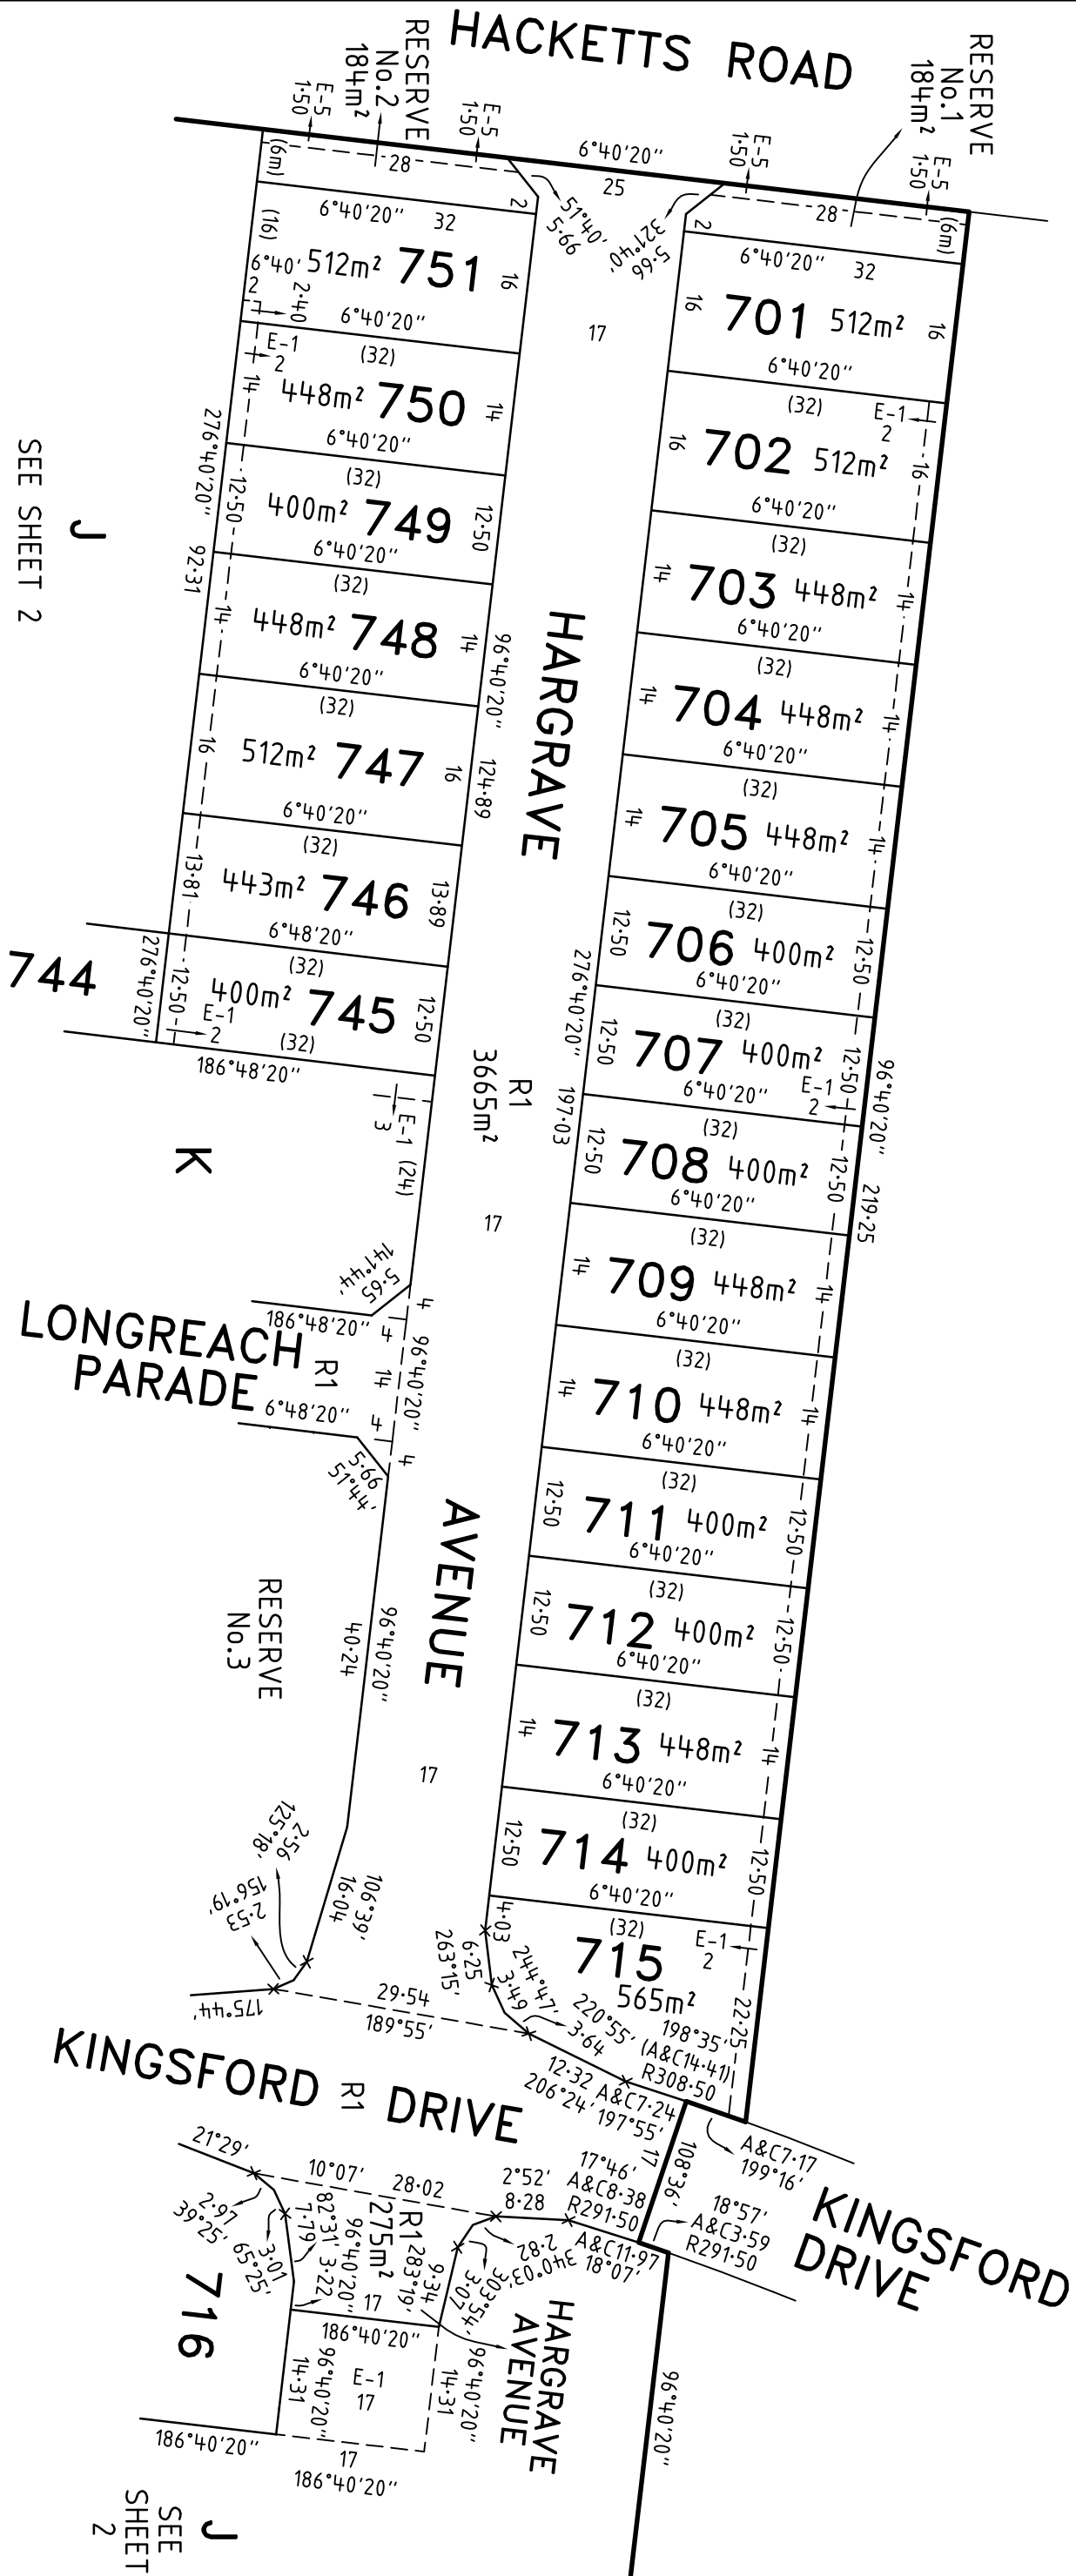 HACKETTS ROAD
RESERVE
No.1
184m²
RESERVE
No.2
184m²
E-5
1·50
E-5
1·50
E-5
1·50
E-5
1·50
(6m)
28
6°40'20"
25
28
(6m)
2
51°40'
5·66
321°40'
5·66
2
6°40'20" 32
(16)
751 512m²
16
6°40'
2
2·40
6°40'20"
6°40'20" 32
16
701 512m²
16
6°40'20"
17
(32)
E-1
2
14
448m² 750
14
6°40'20"
(32)
E-1
2
16
702 512m²
16
6°40'20"
(32)
12·50
400m² 749
12·50
6°40'20"
(32)
14
703 448m²
14
6°40'20"
276°40'20"
92·31
J
SEE SHEET 2
(32)
14
448m² 748
14
6°40'20"
(32)
14
704 448m²
14
6°40'20"
96°40'20"
124·89
HARGRAVE
(32)
16
512m² 747
16
6°40'20"
(32)
14
705 448m²
14
6°40'20"
(32)
13·81
443m² 746
13·89
6°48'20"
(32)
12·50
706 400m²
12·50
6°40'20"
744
276°40'20"
(32)
12·50
400m² 745
12·50
E-1
2
(32)
186°48'20"
276°40'20"
197·03
(32)
12·50
707 400m²
12·50
6°40'20"
E-1
2
96°40'20"
219·25
R1
3665m²
E-1 (24)
3
K
(32)
12·50
708 400m²
12·50
6°40'20"
17
(32)
14
709 448m²
14
6°40'20"
141°44'
5·65
186°48'20"
4
4
LONGREACH
PARADE
R1
14
96°40'20"
6°48'20"
4
4
5·66
51°44'
(32)
14
710 448m²
14
6°40'20"
(32)
12·50
711 400m²
12·50
6°40'20"
AVENUE
RESERVE
No.3
96°40'20"
40·24
(32)
12·50
712 400m²
12·50
6°40'20"
(32)
14
713 448m²
14
6°40'20"
17
(32)
12·50
714 400m²
12·50
6°40'20"
125°18'
2·56
156°19'
2·53
106°39'
16·04
175°44'
29·54
189°55'
(32)
4·03
715
565m²
E-1
2
22·25
6·25
263°15'
244°47'
3·49
220°55'
3·64
198°35'
(A&C14·41)
R308·50
12·32
206°24'
A&C7·24
197°55'
KINGSFORD R1 DRIVE
17
108°36'
A&C7·17
199°16'
18°57'
A&C3·59
R291·50
KINGSFORD
DRIVE
21°29'
10°07' 28·02
2°52'
8·28
17°46'
A&C8·38
R291·50
A&C11·97
18°07'
2·97
39°25'
3·01
65°25'
82°31'
7·79
96°40'20"
3·22
R1
275m²
283°19'
9·34
2·82
340°03'
303°54'
3·07
17
186°40'20"
716
96°40'20"
14·31
E-1
17
96°40'20"
14·31
HARGRAVE
AVENUE
186°40'20"
17
186°40'20"
96°40'20"
J
SEE
SHEET
2